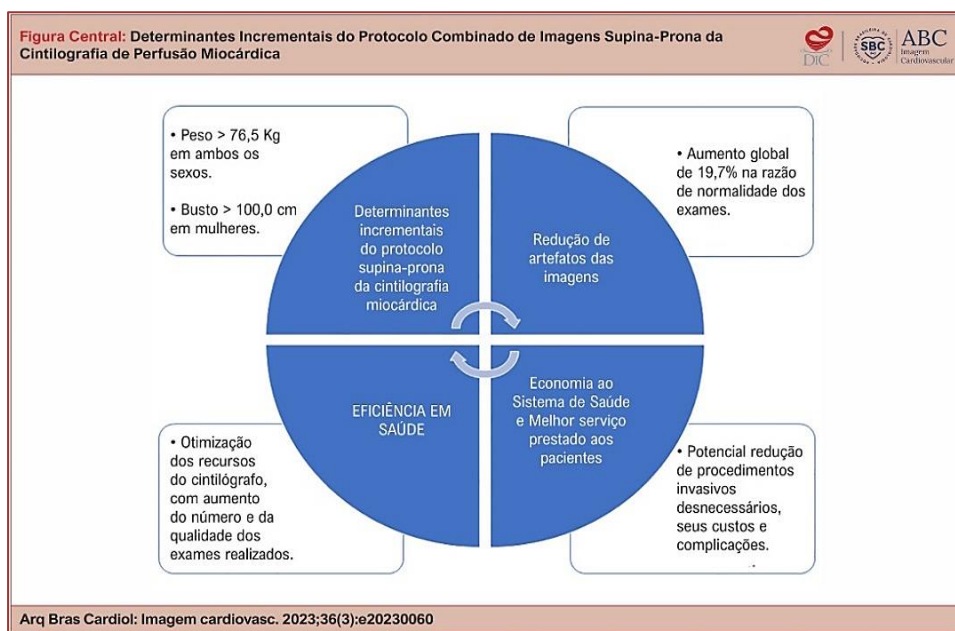 Figura Central: Determinantes Incrementais do Protocolo Combinado de Imagens Supina-Prona da
Cintilografia de Perfusão Miocárdica
DIC
SBC
ABC
Imagem
Cardiovascular
• Peso > 76,5 Kg
em ambos os
sexos.
• Busto > 100,0 cm
em mulheres.
Determinantes
incrementais
do protocolo
supina-prona
da cintilografia
miocárdica
Redução de
artefatos das
imagens
• Aumento global
de 19,7% na razão
de normalidade dos
exames.
EFICIÊNCIA EM
SAÚDE
• Otimização
dos recursos
do cintilógrafo,
com aumento
do número e da
qualidade dos
exames realizados.
Economia ao
Sistema de Saúde
e Melhor serviço
prestado aos
pacientes
• Potencial redução
de procedimentos
invasivos
desnecessários,
seus custos e
complicações.
Arq Bras Cardiol: Imagem cardiovasc. 2023;36(3):e20230060